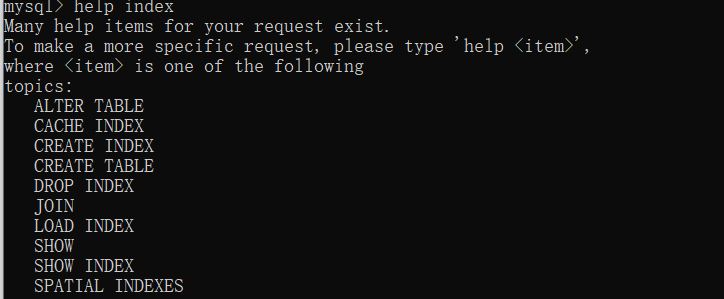 mysql> help index
Many help items for your request exist.
To make a more specific request, please type 'help <item>',
where <item> is one of the following
topics:
ALTER TABLE
CACHE INDEX
CREATE INDEX
CREATE TABLE
DROP INDEX
JOIN
LOAD INDEX
SHOW
SHOW INDEX
SPATIAL INDEXES